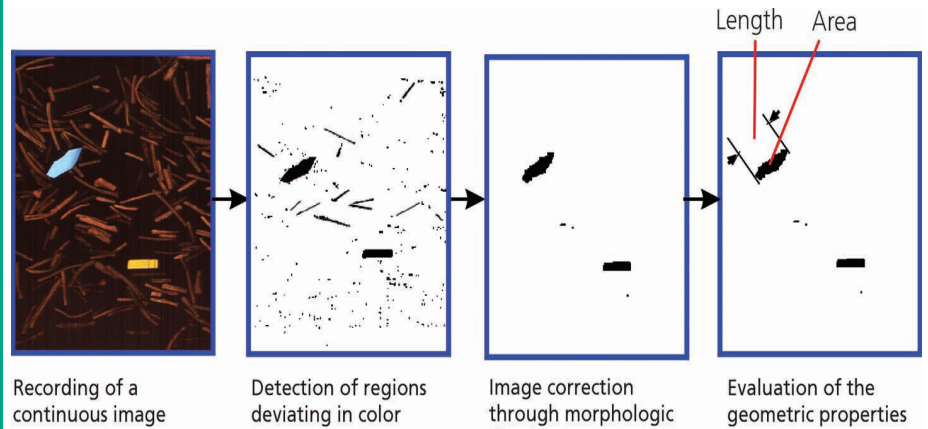 Length Area
Recording of a
continuous image
Detection of regions
deviating in color
Image correction
through morphologic
Evaluation of the
geometric properties